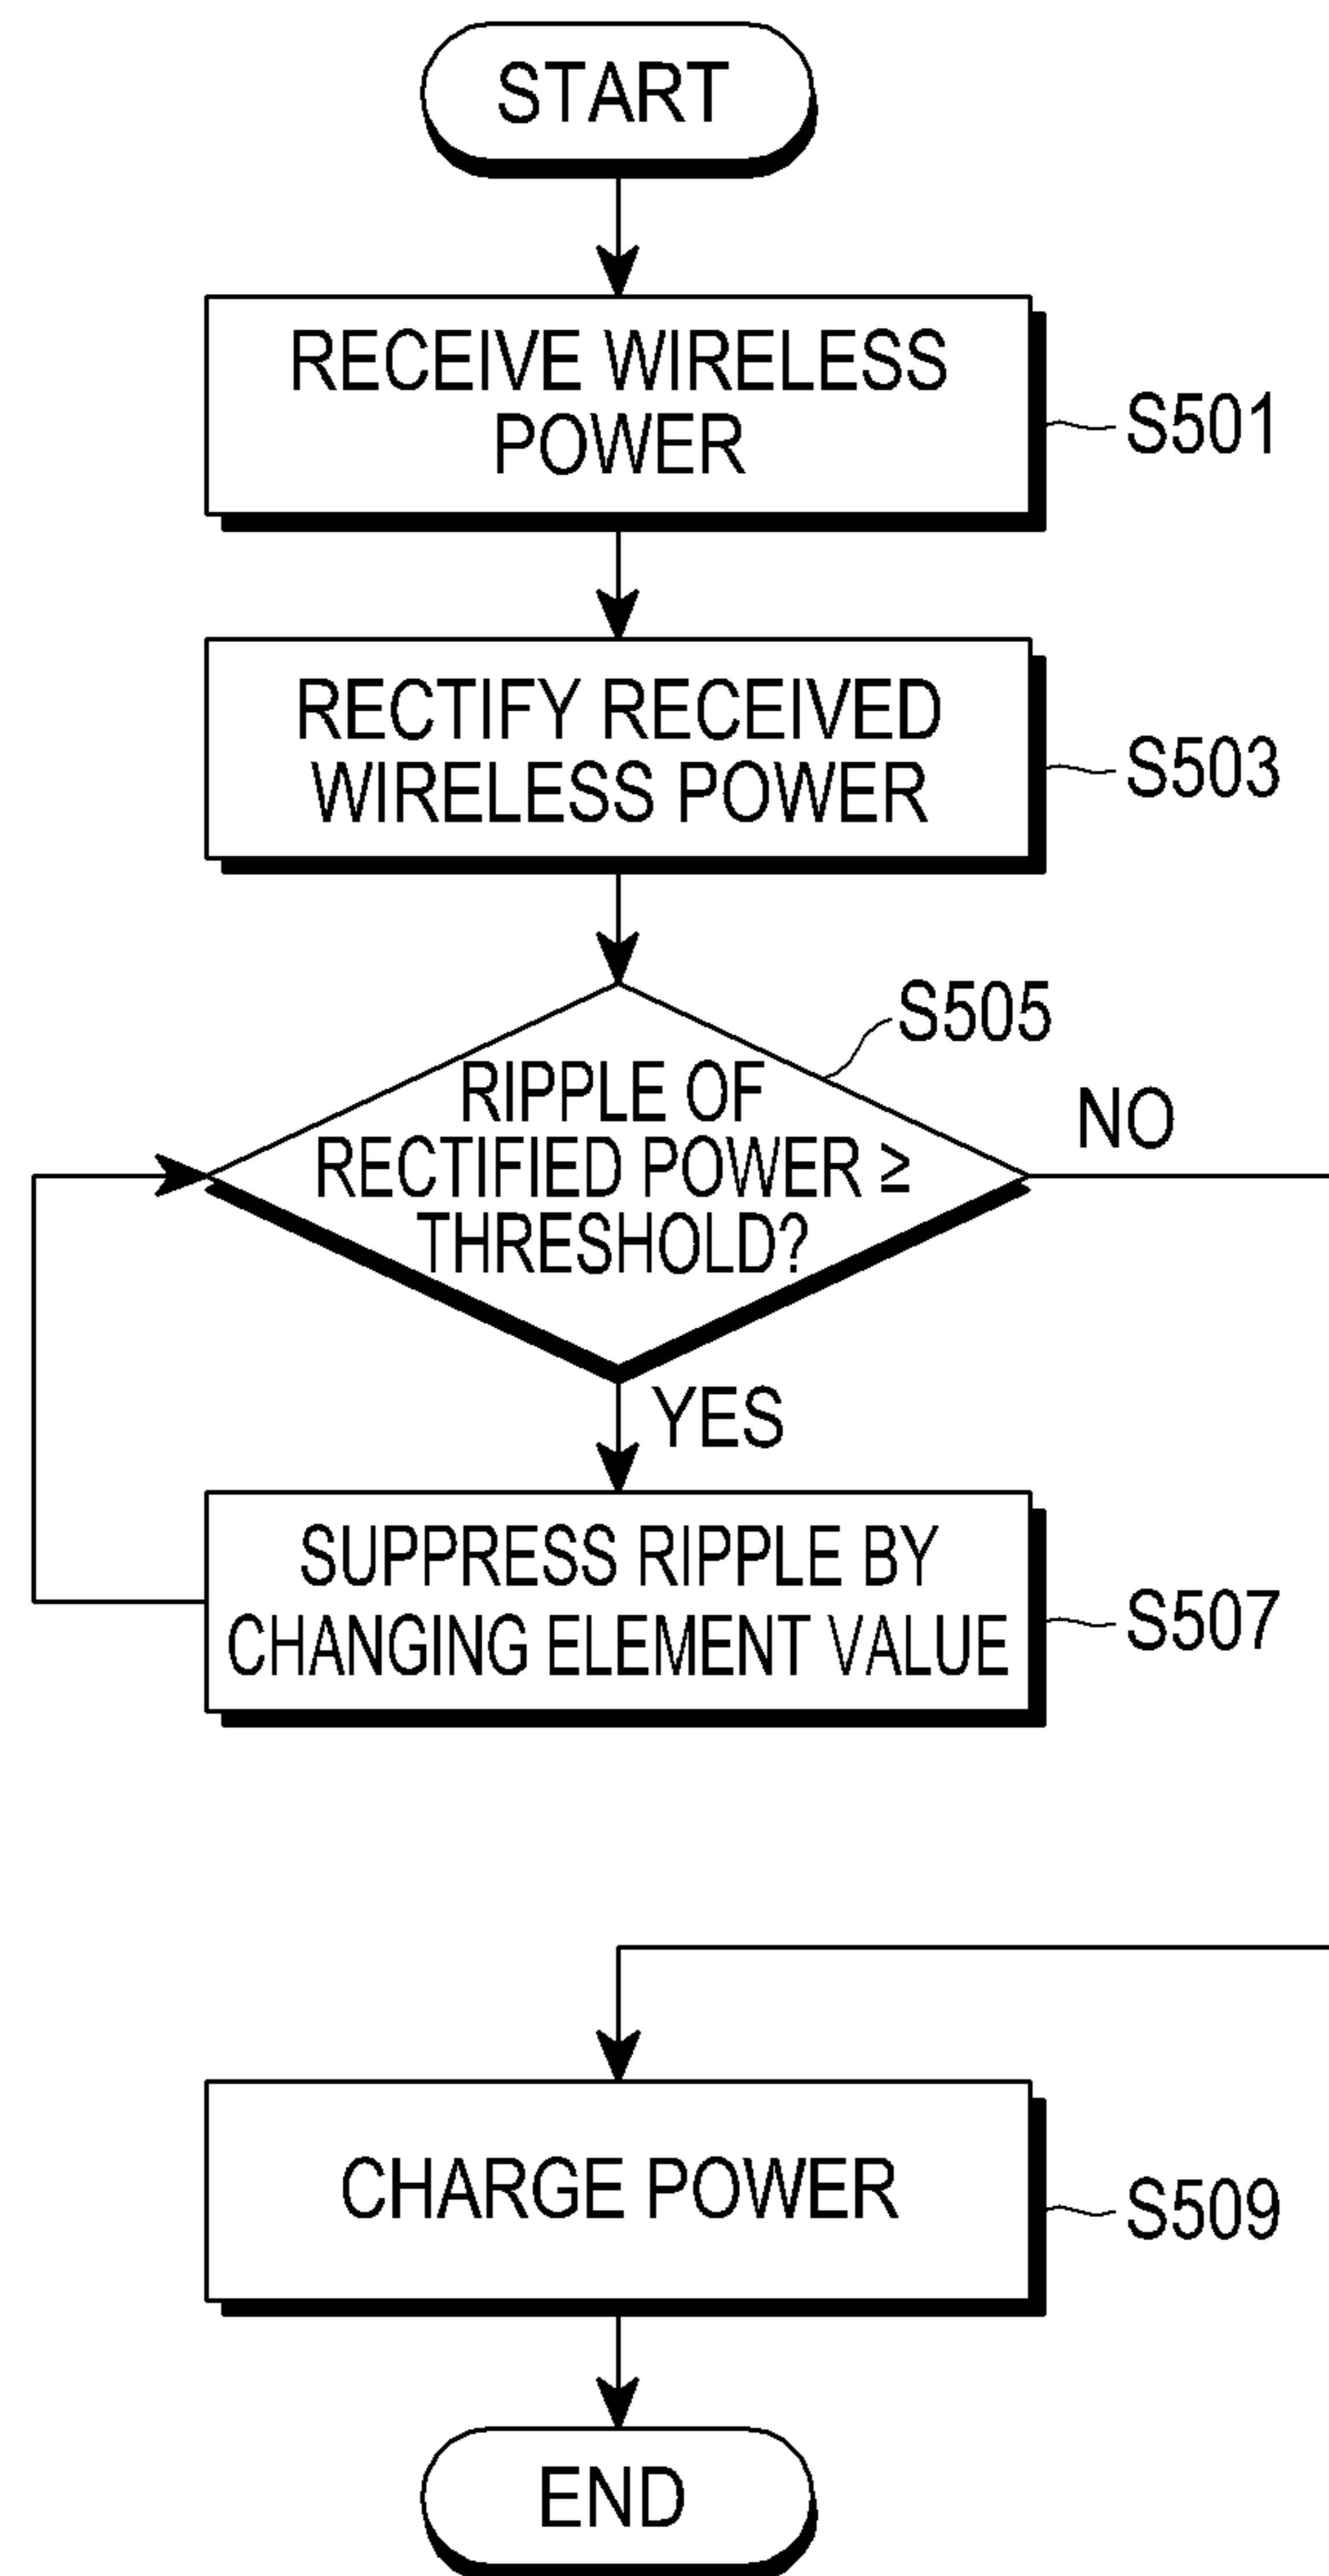 START
RECEIVE WIRELESS
POWER
S501
RECTIFY RECEIVED
WIRELESS POWER
S503
S505
RIPPLE OF
RECTIFIED POWER ≥
THRESHOLD?
NO
YES
SUPPRESS RIPPLE BY
CHANGING ELEMENT VALUE
S507
CHARGE POWER
S509
END